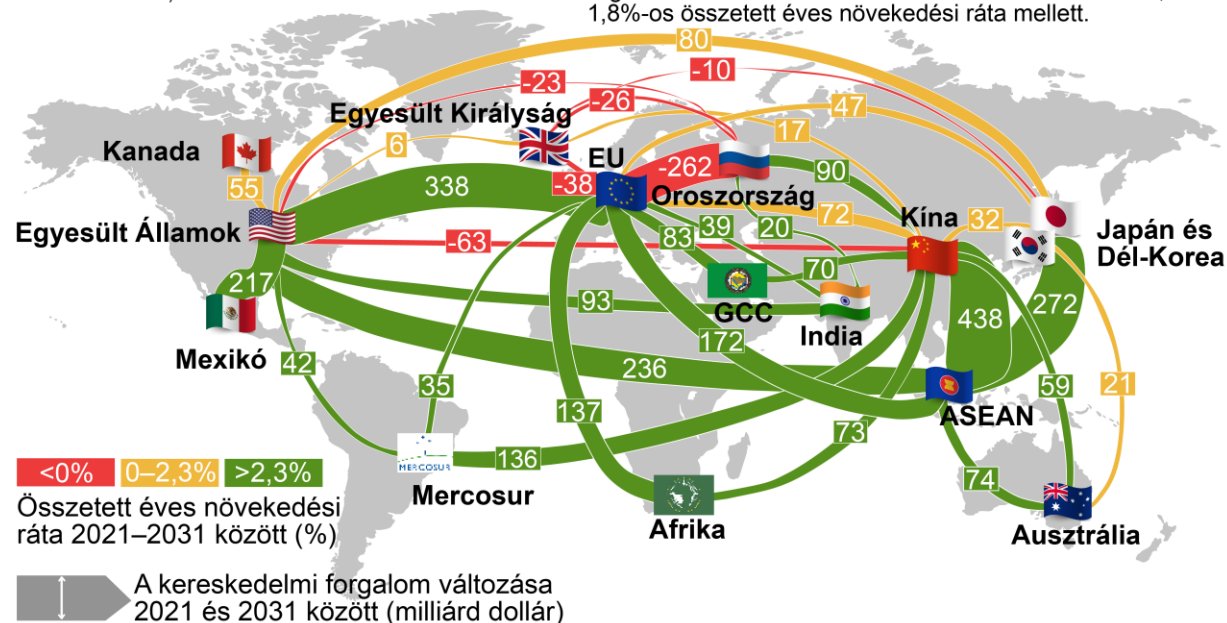 1,8%-os összetett éves növekedési ráta mellett.
80
-23
-10
Egyesült Királyság
-26
47
6
17
Kanada
EU
-262
90
55
338
-38
Oroszország
72
Kína
32
Egyesült Államok
-63
83
39
20
Japán és
Dél-Korea
217
70
93
GCC
India
438
272
Mexikó
172
42
236
35
59
21
137
ASEAN
73
136
MERCOSUR
74
<0%
0–2,3%
>2,3%
Mercosur
Összetett éves növekedési
ráta 2021–2031 között (%)
Afrika
Ausztrália
A kereskedelmi forgalom változása
2021 és 2031 között (milliárd dollár)